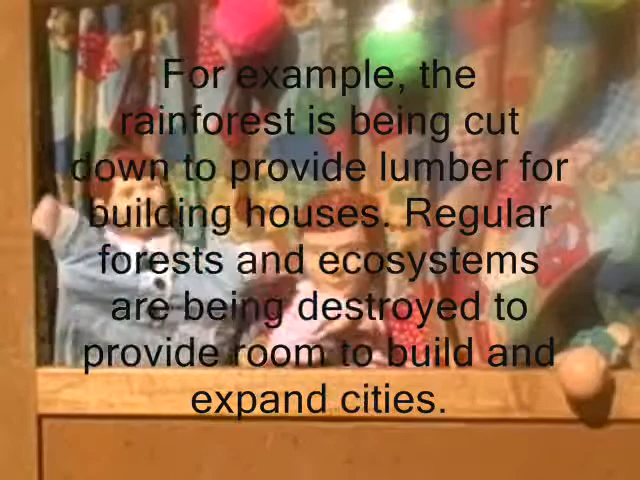 For example, the
rainforest is being cut
down to provide lumber for
building houses. Regular
forests and ecosystems
are being destroyed to
provide room to build and
expand cities.